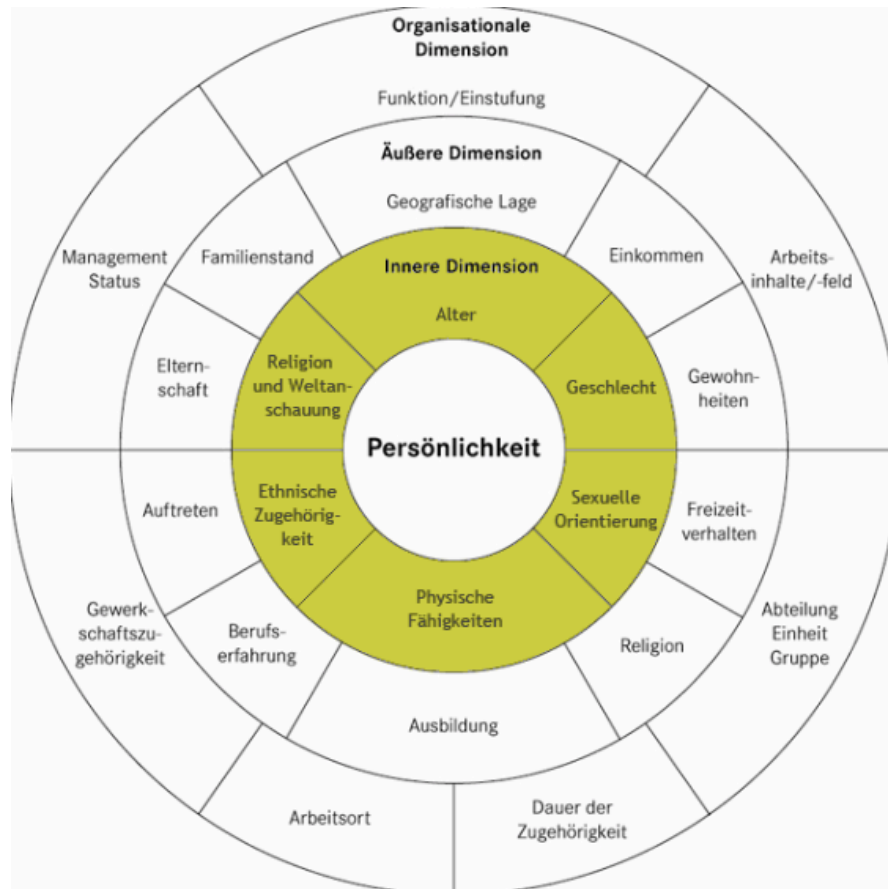 Organisationale
Dimension
Funktion/Einstufung
Äußere Dimension
Geografische Lage
Familienstand
Einkommen
Management
Status
Arbeits-
inhalte/-feld
Innere Dimension
Alter
Eltern-
schaft
Religion
und Weltan-
schauung
Geschlecht
Gewohn-
heiten
Persönlichkeit
Auftreten
Ethnische
Zugehörig-
keit
Sexuelle
Orientierung
Freizeit-
verhalten
Gewerk-
schaftszu-
gehörigkeit
Berufs-
erfahrung
Physische
Fähigkeiten
Religion
Abteilung
Einheit
Gruppe
Ausbildung
Arbeitsort
Dauer der
Zugehörigkeit